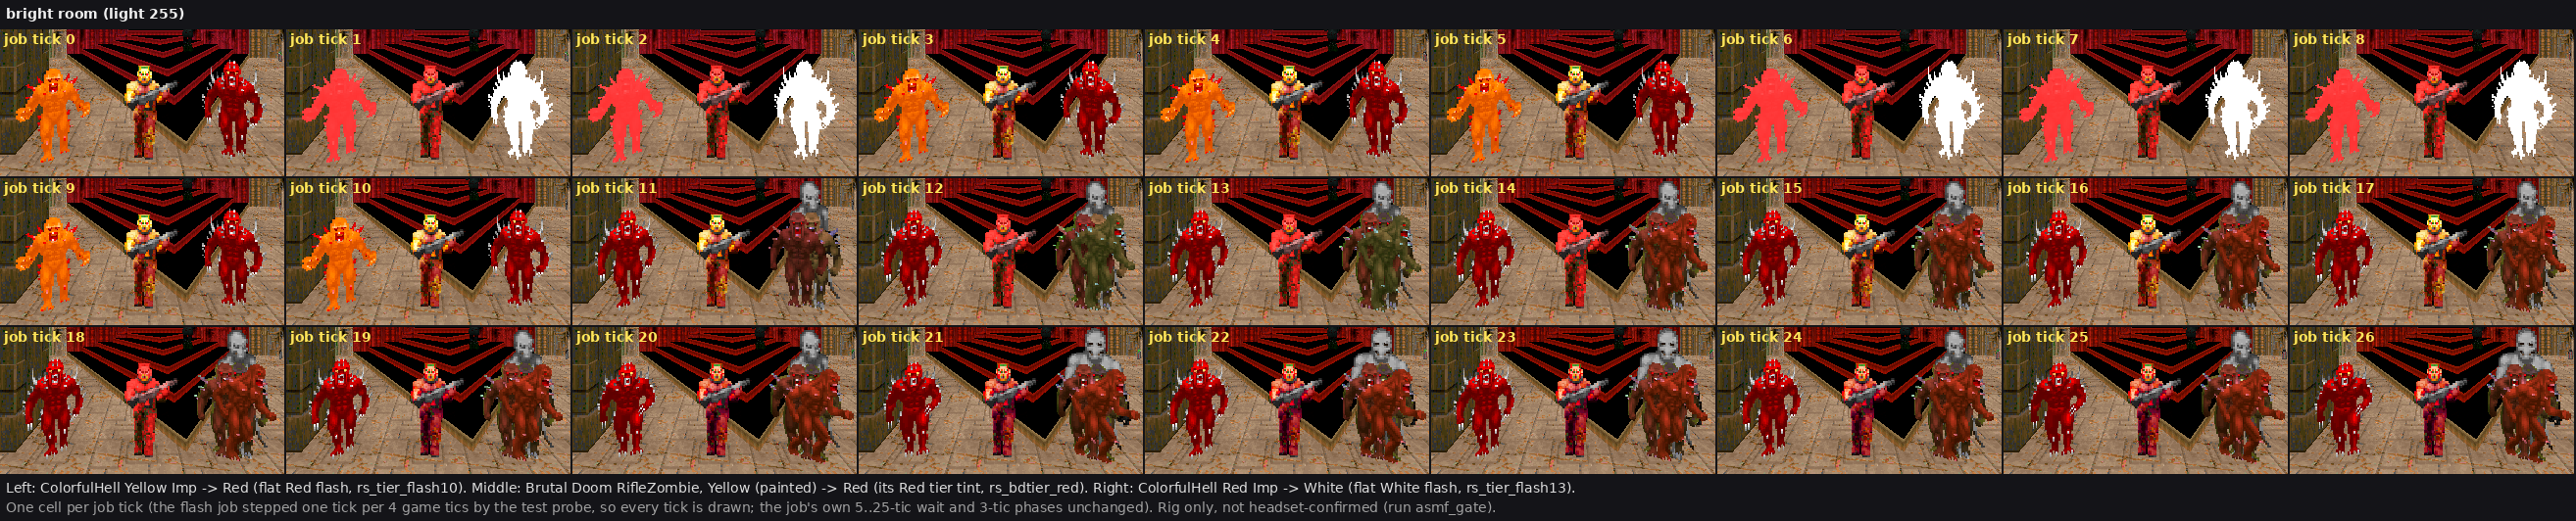 bright room (light 255)
job tick 0
job tick 1
job tick 2
job tick 3
job tick 4
job tick 5
job tick 6
job tick 7
job tick 8
job tick 9
job tick 10
job tick 11
job tick 12
job tick 13
job tick 14
job tick 15
job tick 16
job tick 17
job tick 18
job tick 19
job tick 20
job tick 21
job tick 22
job tick 23
job tick 24
job tick 25
job tick 26
Left: ColorfulHell Yellow Imp -> Red (flat Red flash, rs_tier_flash10). Middle: Brutal Doom RifleZombie, Yellow (painted) -> Red (its Red tier tint, rs_bdtier_red). Right: ColorfulHell Red Imp -> White (flat White flash, rs_tier_flash13).
One cell per job tick (the flash job stepped one tick per 4 game tics by the test probe, so every tick is drawn; the job's own 5..25-tic wait and 3-tic phases unchanged). Rig only, not headset-confirmed (run asmf_gate).